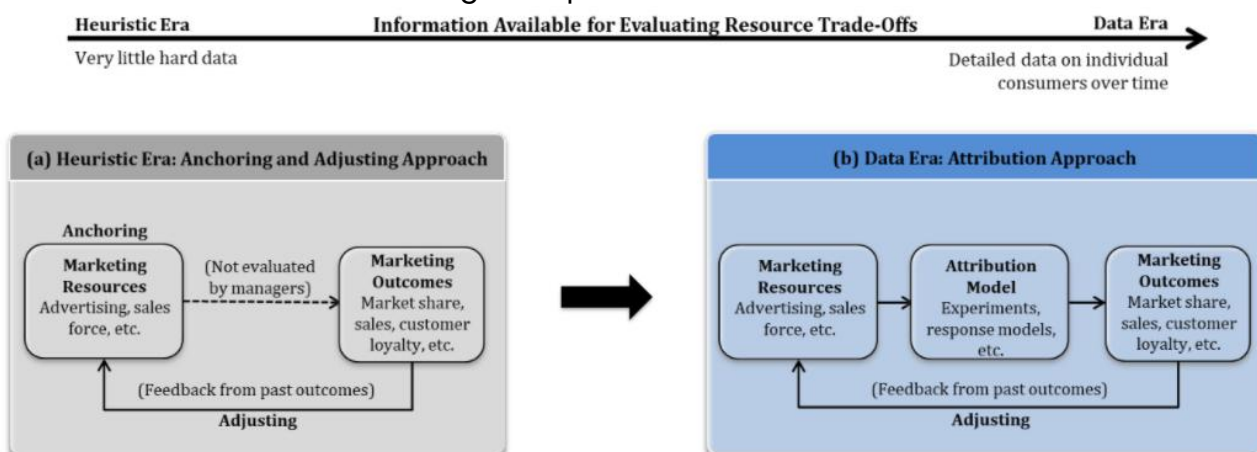 Heuristic Era
Information Available for Evaluating Resource Trade-Offs
Data Era
Very little hard data
Detailed data on individual
consumers over time
(a) Heuristic Era: Anchoring and Adjusting Approach
Anchoring
Marketing
Resources
Advertising, sales
force, etc.
(Not evaluated
by managers)
Marketing
Outcomes
Market share,
sales, customer
loyalty, etc.
(Feedback from past outcomes)
Adjusting
(b) Data Era: Attribution Approach
Marketing
Resources
Advertising, sales
force, etc.
Attribution
Model
Experiments,
response models,
etc.
Marketing
Outcomes
Market share,
sales, customer
loyalty, etc.
(Feedback from past outcomes)
Adjusting